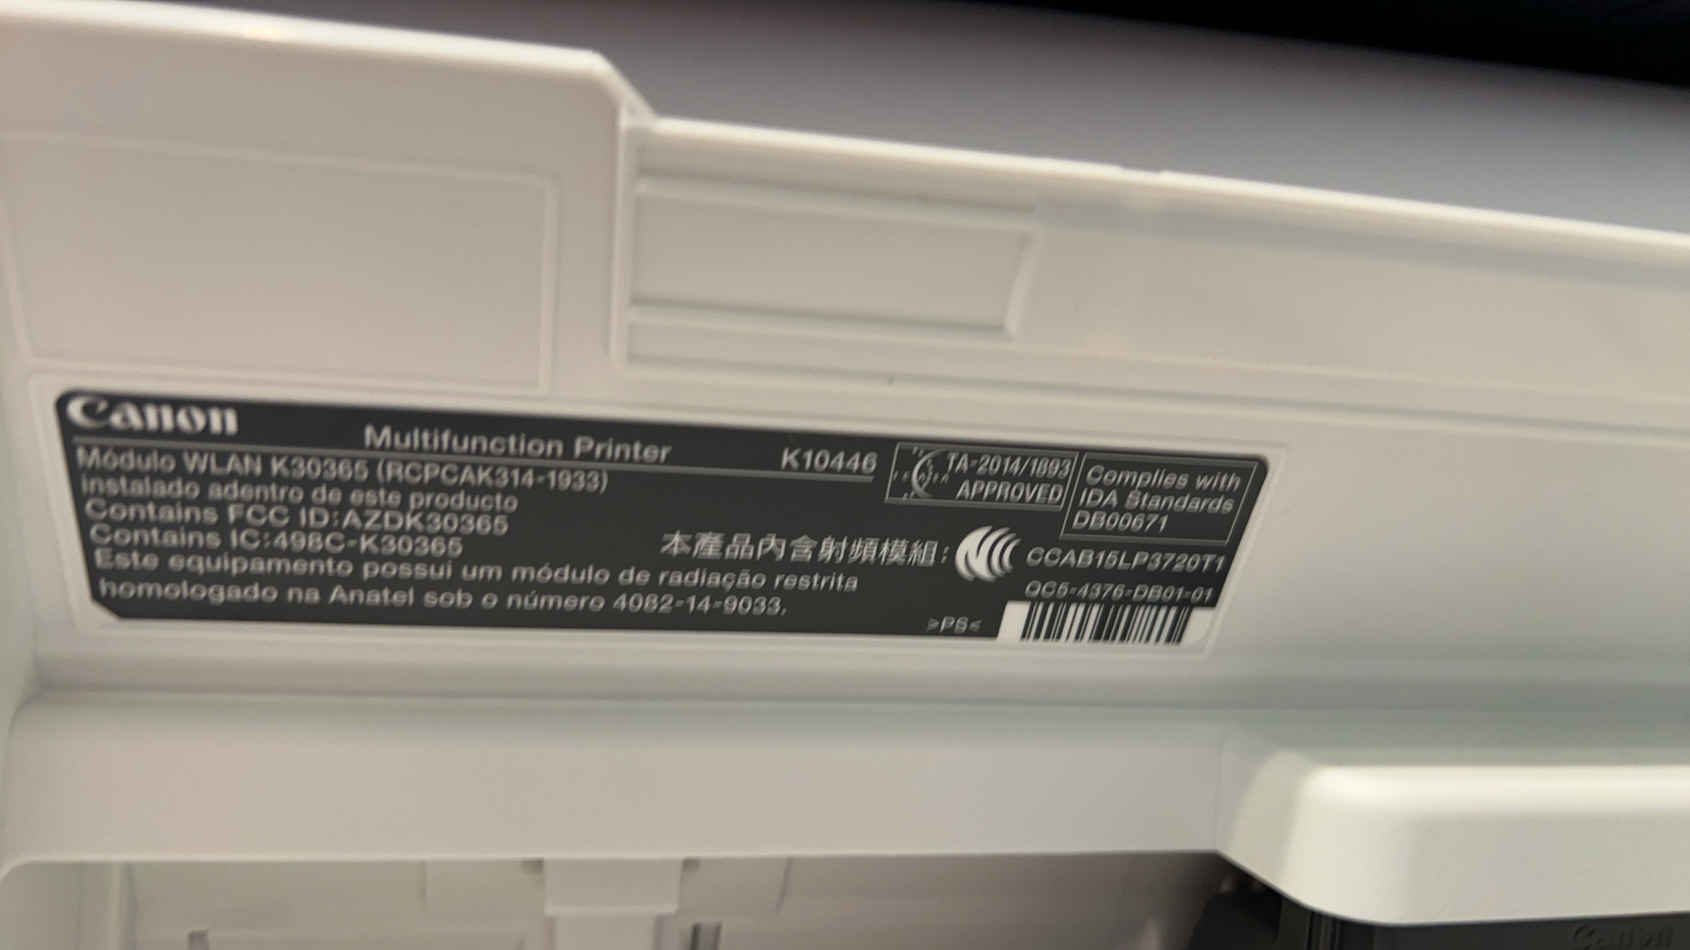 Canon
Multifunction Printer
K10446
Módulo WLAN K30365 (RCPCAK314-1933)
instalado adentro de este producto
Contains FCC ID:AZDK30365
Contains IC:498C-K30365
Este equipamento possui um módulo de radiação restrita
homologado na Anatel sob o número 4082-14-9033.
TA-2014/1893
APPROVED
Complies with
IDA Standards
DB00671
本產品內含射頻模組:
CCAB15LP3720T1
QC5-4376-DB01-01
>PS<